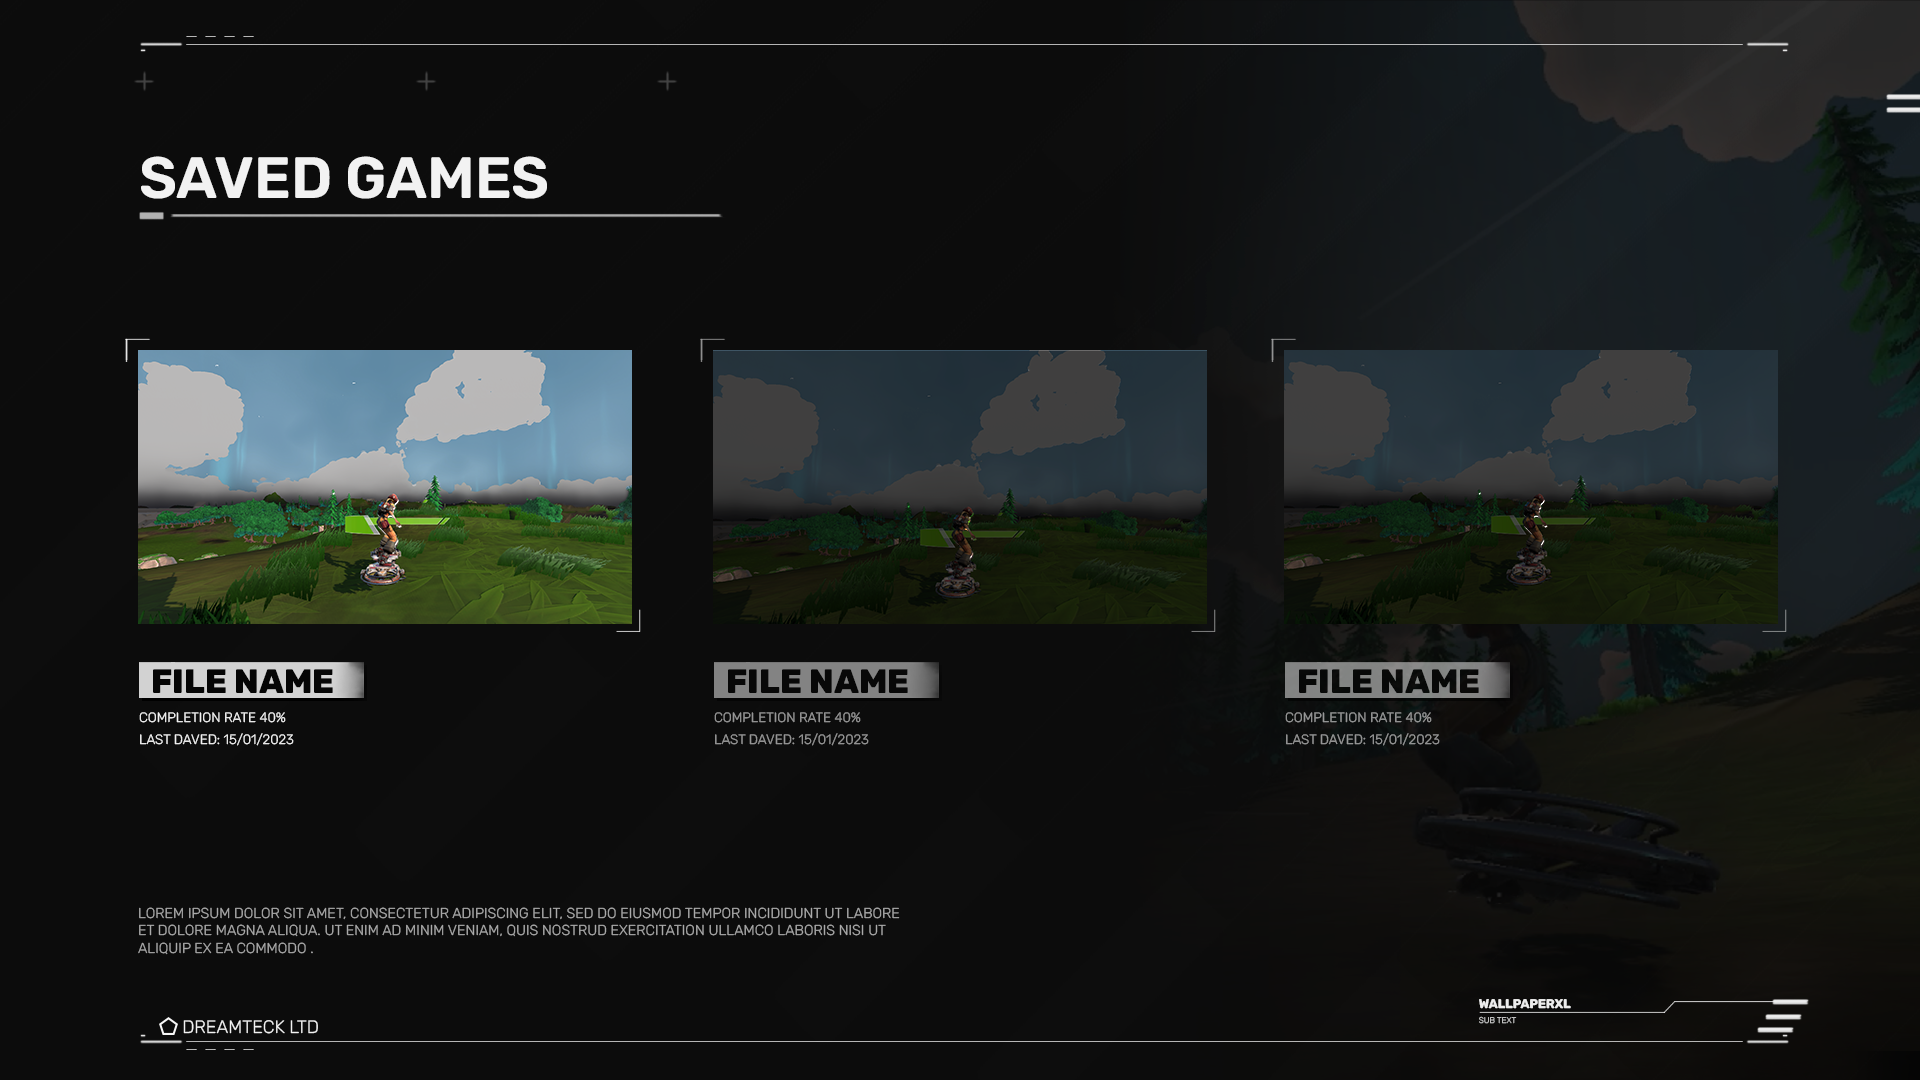 SAVED GAMES
FILE NAME
COMPLETION RATE 40%
LAST DAVED: 15/01/2023
FILE NAME
COMPLETION RATE 40%
LAST DAVED: 15/01/2023
FILE NAME
COMPLETION RATE 40%
LAST DAVED: 15/01/2023
LOREM IPSUM DOLOR SIT AMET, CONSECTETUR ADIPISCING ELIT, SED DO EIUSMOD TEMPOR INCIDIDUNT UT LABORE
ET DOLORE MAGNA ALIQUA. UT ENIM AD MINIM VENIAM, QUIS NOSTRUD EXERCITATION ULLAMCO LABORIS NISI UT
ALIQUIP EX EA COMMODO .
WALLPAPERXL
SUB TEXT
DREAMTECK LTD